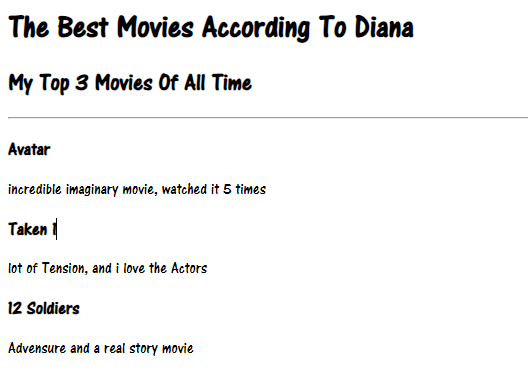 The Best Movies According To Diana
My Top 3 Movies Of All Time
Avatar
incredible imaginary movie, watched it 5 times
Taken 1
lot of Tension, and i love the Actors
12 Soldiers
Advensure and a real story movie